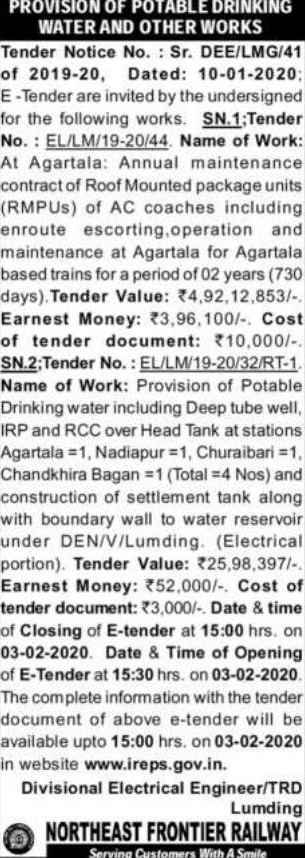 PROVISION OF POTABLE DRINKING
WATER AND OTHER WORKS
Tender Notice No. : Sr. DEE/LMG/41
of 2019-20, Dated: 10-01-2020;
E -Tender are invited by the undersigned
for the following works. SN.1;Tender
No. : EL/LM/19-20/44. Name of Work:
At Agartala: Annual maintenance
contract of Roof Mounted package units
(RMPUs) of AC coaches including
enroute escorting,operation and
maintenance at Agartala for Agartala
based trains for a period of 02 years (730
days).Tender Value: ₹4,92,12,853/-.
Earnest Money: ₹3,96,100/-. Cost
of tender document: ₹10,000/-.
SN.2;Tender No. : EL/LM/19-20/32/RT-1.
Name of Work: Provision of Potable
Drinking water including Deep tube well,
IRP and RCC over Head Tank at stations
Agartala =1, Nadiapur =1, Churaibari =1,
Chandkhira Bagan =1 (Total =4 Nos) and
construction of settlement tank along
with boundary wall to water reservoir
under DEN/V/Lumding. (Electrical
portion). Tender Value: ₹25,98,397/-.
Earnest Money: ₹52,000/-. Cost of
tender document: ₹3,000/-. Date & time
of Closing of E-tender at 15:00 hrs. on
03-02-2020. Date & Time of Opening
of E-Tender at 15:30 hrs. on 03-02-2020.
The complete information with the tender
document of above e-tender will be
available upto 15:00 hrs. on 03-02-2020
in website www.ireps.gov.in.
Divisional Electrical Engineer/TRD
Lumding
NORTHEAST FRONTIER RAILWAY
Serving Customers With A Smile